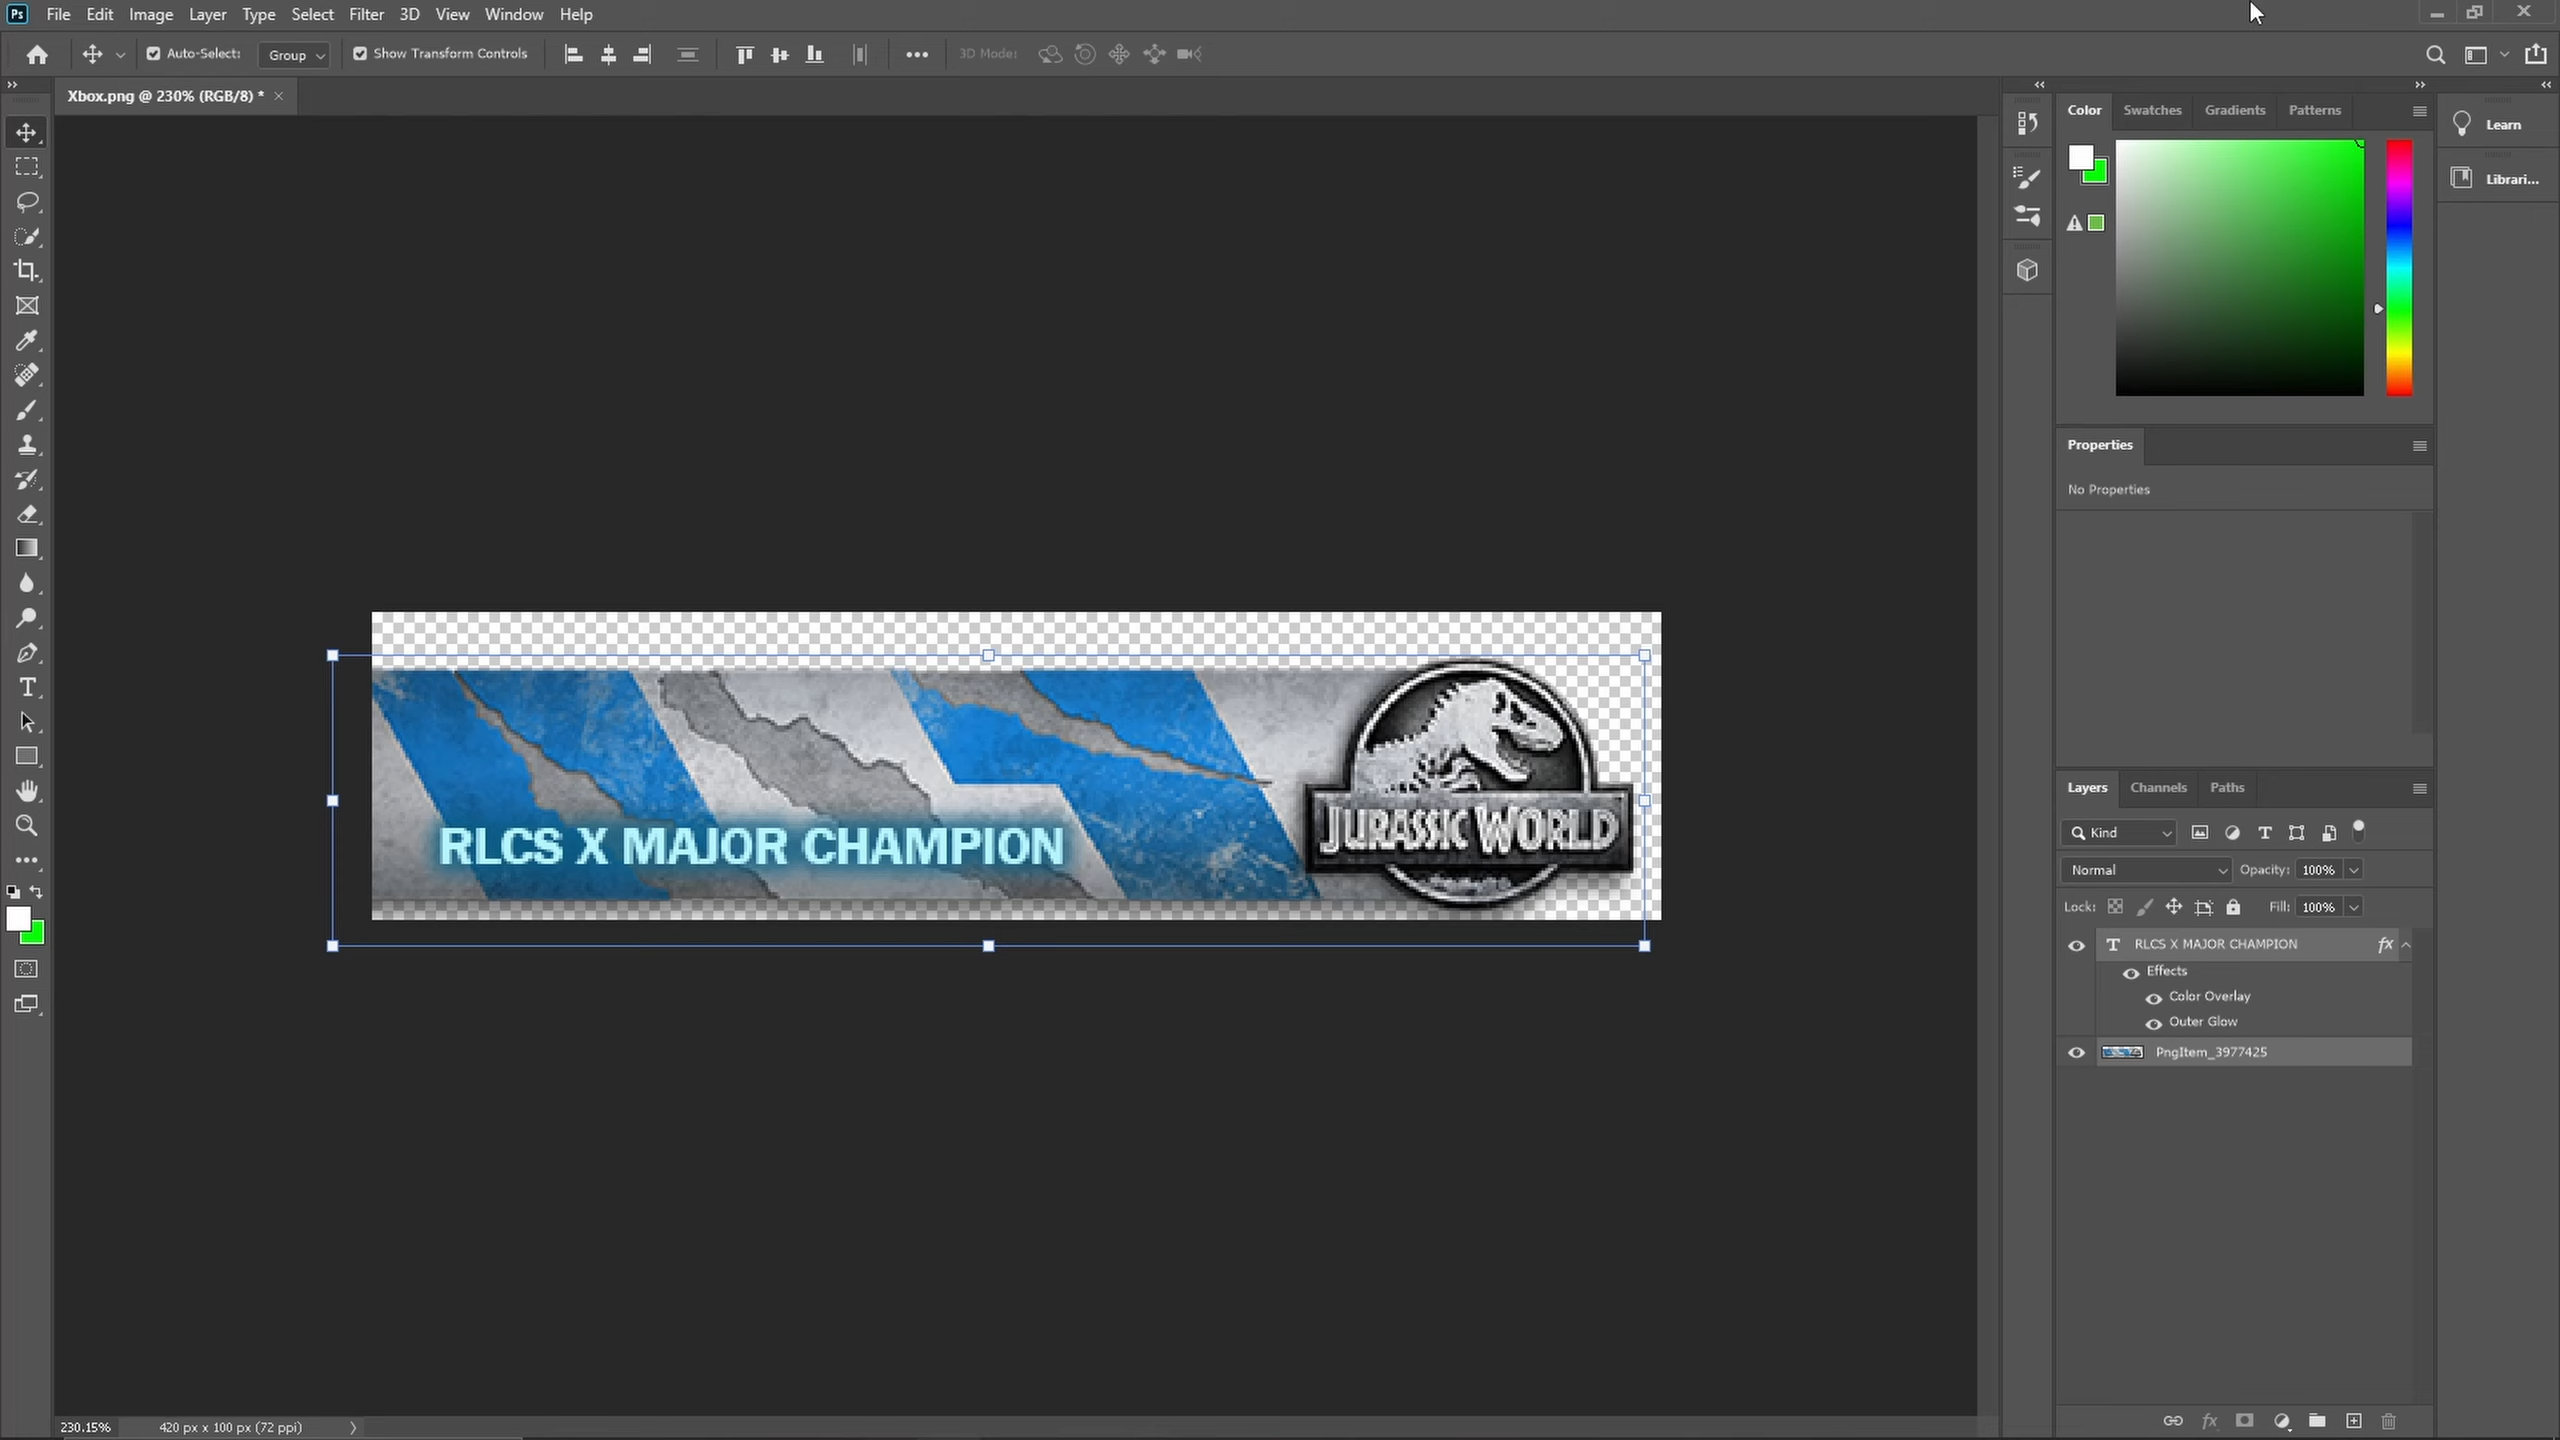 Ps File Edit Image Layer Type Select Filter 3D View Window Help
Auto-Select: Group Show Transform Controls 3D Mode:
Xbox.png @ 230% (RGB/8) *
Color Swatches Gradients Patterns
Learn
Librari...
Properties
No Properties
JURASSIC WORLD
RLCS X MAJOR CHAMPION
Layers Channels Paths
Kind
Normal Opacity: 100%
Lock: Fill: 100%
T RLCS X MAJOR CHAMPION fx
Effects
Color Overlay
Outer Glow
PngItem_3977425
230.15% 420 px x 100 px (72 ppi)